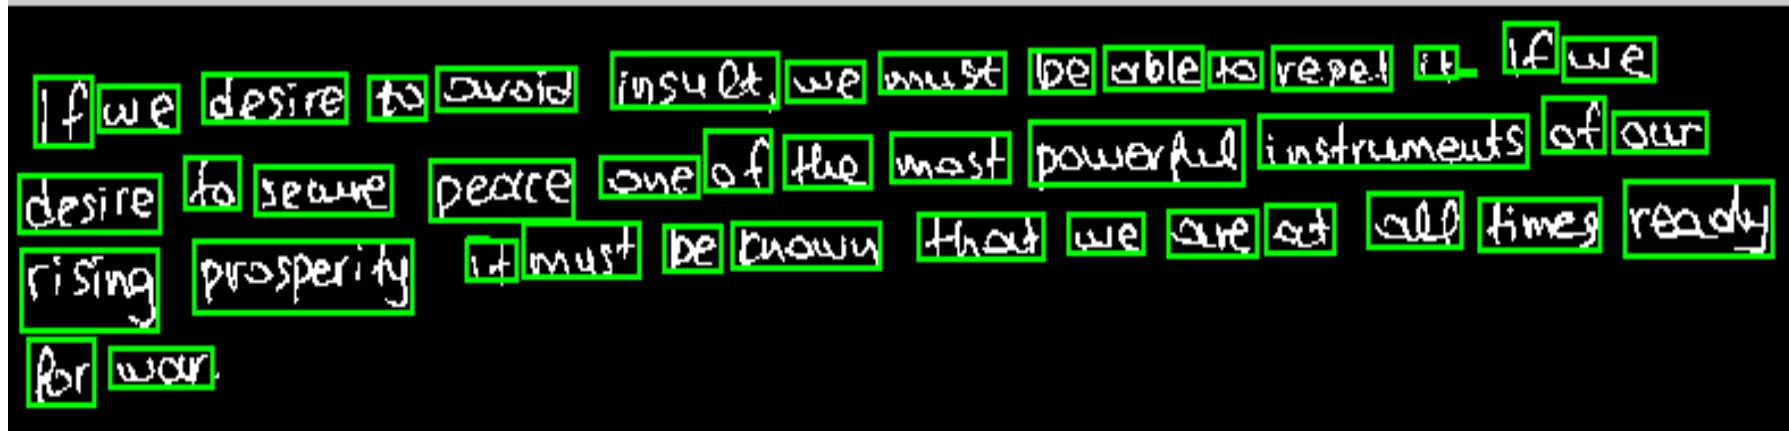 If we desire to avoid insult, we must be able to repel it if we
desire to secure peace one of the most powerful instruments of our
rising prosperity it must be known that we are at all times ready
for war.